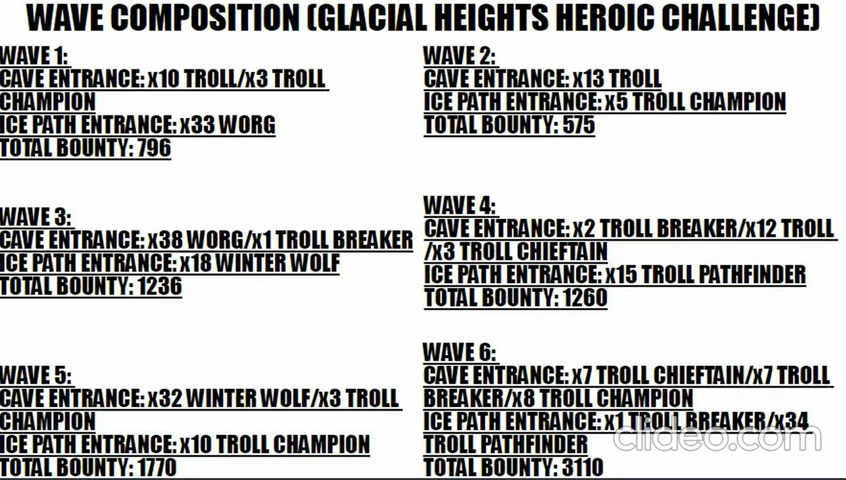 WAVE COMPOSITION (GLACIAL HEIGHTS HEROIC CHALLENGE)
WAVE 1:
CAVE ENTRANCE: x10 TROLL/x3 TROLL
CHAMPION
ICE PATH ENTRANCE: x33 WORG
TOTAL BOUNTY: 796
WAVE 2:
CAVE ENTRANCE: x13 TROLL
ICE PATH ENTRANCE: x5 TROLL CHAMPION
TOTAL BOUNTY: 575
WAVE 3:
CAVE ENTRANCE: x38 WORG/x1 TROLL BREAKER
ICE PATH ENTRANCE: x18 WINTER WOLF
TOTAL BOUNTY: 1236
WAVE 4:
CAVE ENTRANCE: x2 TROLL BREAKER/x12 TROLL
/x3 TROLL CHIEFTAIN
ICE PATH ENTRANCE: x15 TROLL PATHFINDER
TOTAL BOUNTY: 1260
WAVE 5:
CAVE ENTRANCE: x32 WINTER WOLF/x3 TROLL
CHAMPION
ICE PATH ENTRANCE: x10 TROLL CHAMPION
TOTAL BOUNTY: 1770
WAVE 6:
CAVE ENTRANCE: x7 TROLL CHIEFTAIN/x7 TROLL
BREAKER/x8 TROLL CHAMPION
ICE PATH ENTRANCE: x1 TROLL BREAKER/x34
TROLL PATHFINDER
TOTAL BOUNTY: 3110
clideo.com